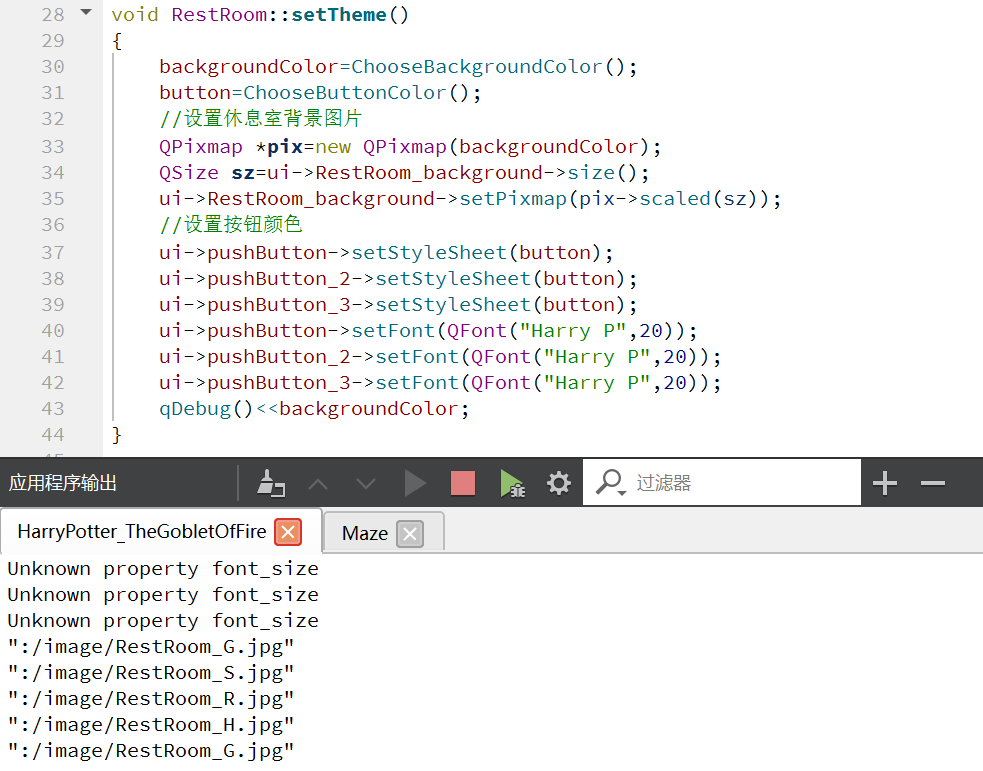 28 void RestRoom::setTheme()
29 {
30 backgroundColor=ChooseBackgroundColor();
31 button=ChooseButtonColor();
32 //设置休息室背景图片
33 QPixmap *pix=new QPixmap(backgroundColor);
34 QSize sz=ui->RestRoom_background->size();
35 ui->RestRoom_background->setPixmap(pix->scaled(sz));
36 //设置按钮颜色
37 ui->pushButton->setStyleSheet(button);
38 ui->pushButton_2->setStyleSheet(button);
39 ui->pushButton_3->setStyleSheet(button);
40 ui->pushButton->setFont(QFont("Harry P",20));
41 ui->pushButton_2->setFont(QFont("Harry P",20));
42 ui->pushButton_3->setFont(QFont("Harry P",20));
43 qDebug()<<backgroundColor;
44 }
应用程序输出 过滤器
HarryPotter_TheGobletOfFire Maze
Unknown property font_size
Unknown property font_size
Unknown property font_size
":/image/RestRoom_G.jpg"
":/image/RestRoom_S.jpg"
":/image/RestRoom_R.jpg"
":/image/RestRoom_H.jpg"
":/image/RestRoom_G.jpg"